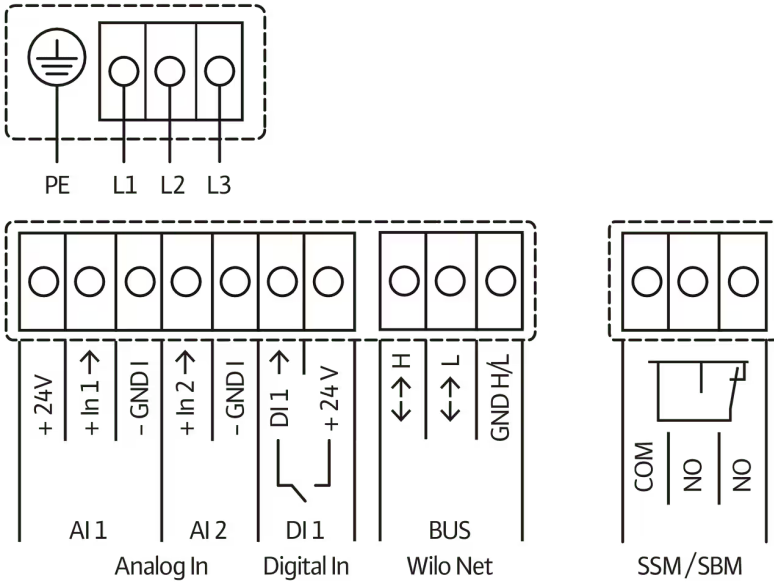 PE L1 L2 L3
+ 24V
+ In 1 →
– GND I
+ In 2 →
– GND I
DI 1 →
+ 24 V
↔ H
↔ L
GND H/L
COM
NO
NO
AI 1 AI 2 DI 1 BUS
Analog In Digital In Wilo Net SSM/SBM